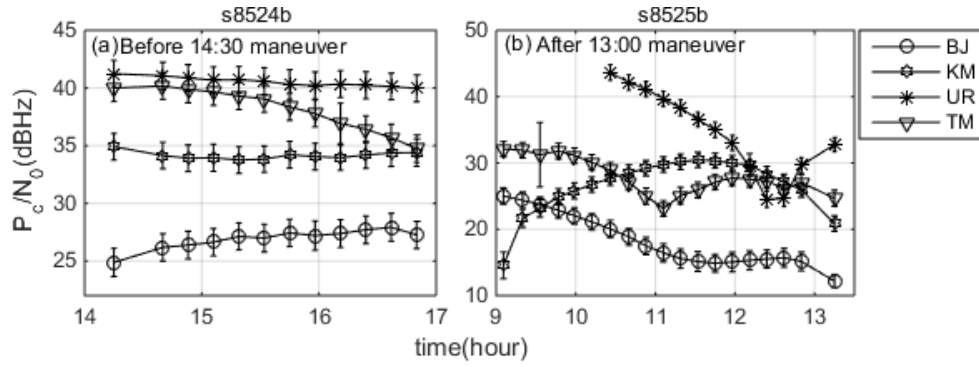 s8524b
s8525b
(a) Before 14:30 maneuver
(b) After 13:00 maneuver
BJ
KM
UR
TM
P_c/N_0(dBHz)
45
40
35
30
25
50
40
30
20
10
14
15
16
17
9
10
11
12
13
time(hour)